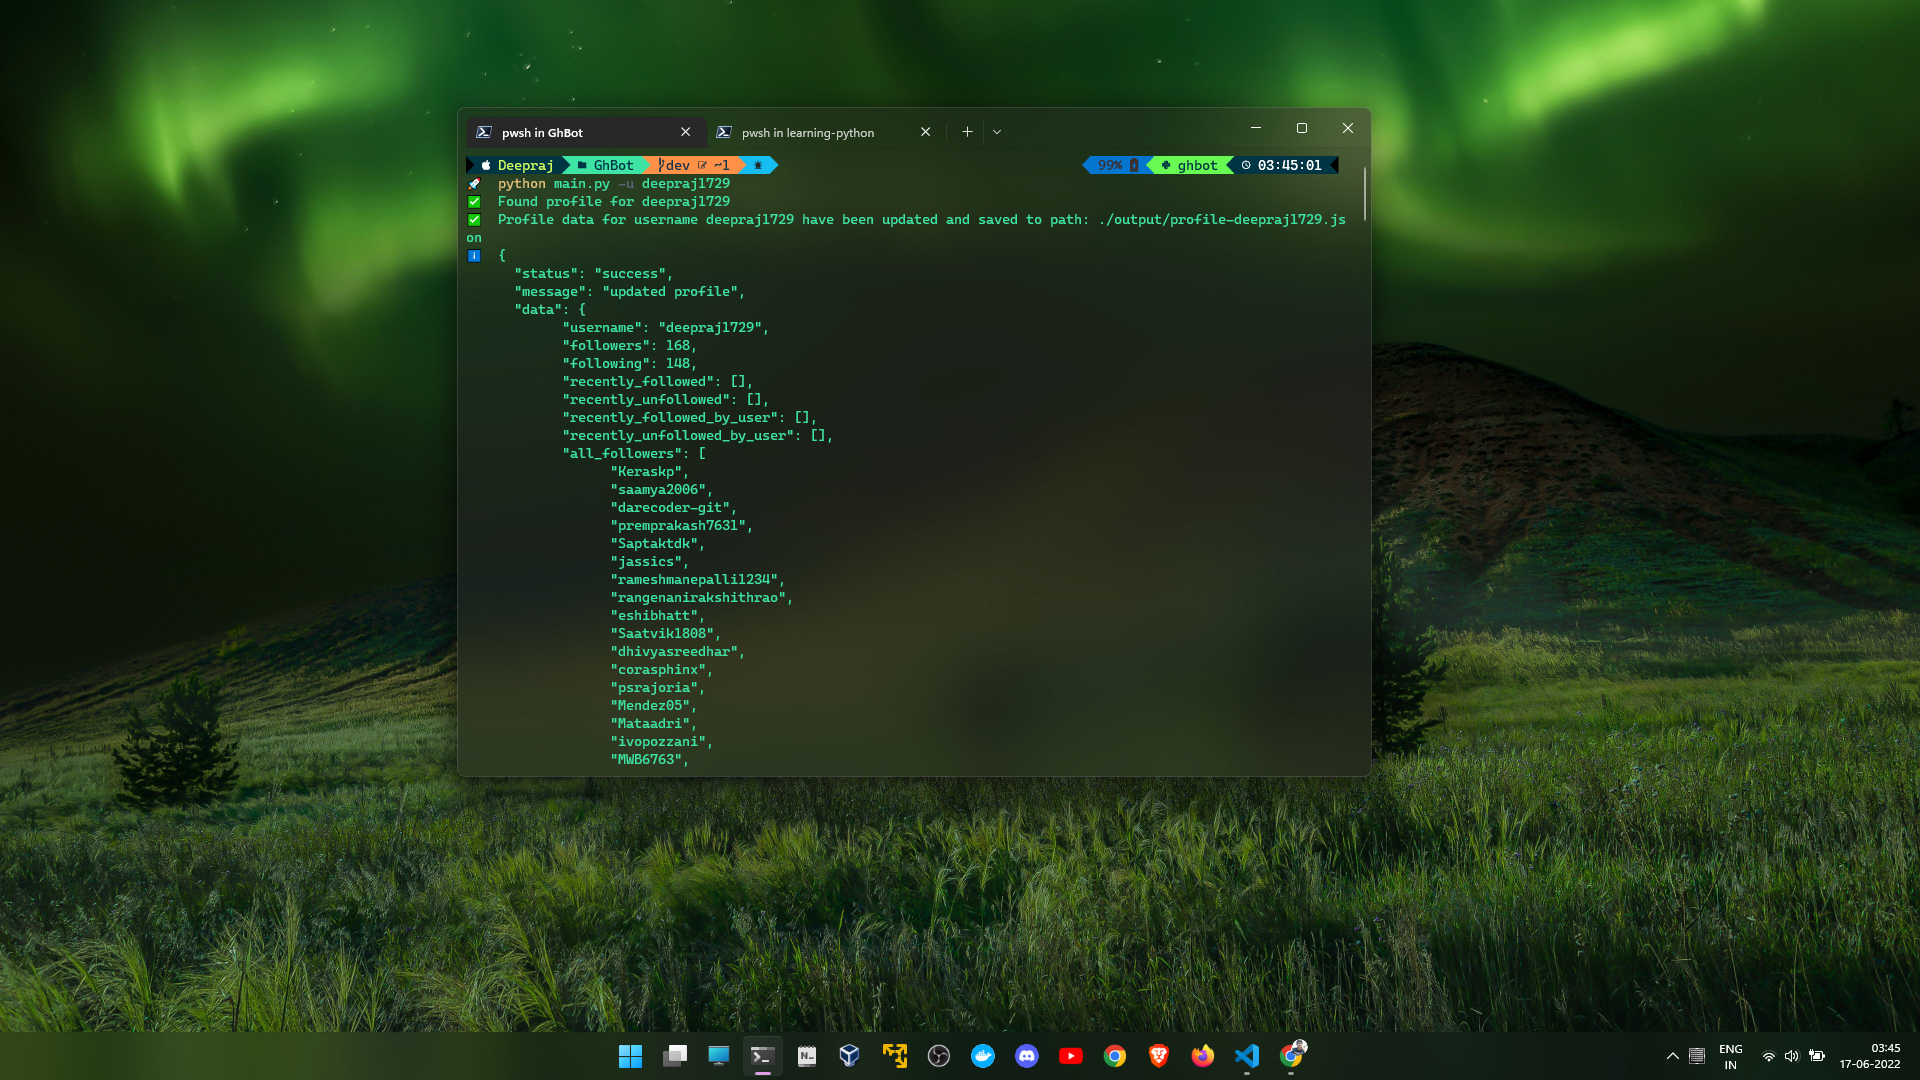 pwsh in GhBot
pwsh in learning-python
Deepraj GhBot dev ~1 99% ghbot 03:45:01
python main.py -u deepraj1729
Found profile for deepraj1729
Profile data for username deepraj1729 have been updated and saved to path: ./output/profile-deepraj1729.js
on
{
"status": "success",
"message": "updated profile",
"data": {
"username": "deepraj1729",
"followers": 168,
"following": 148,
"recently_followed": [],
"recently_unfollowed": [],
"recently_followed_by_user": [],
"recently_unfollowed_by_user": [],
"all_followers": [
"Keraskp",
"saamya2006",
"darecoder-git",
"premprakash7631",
"Saptaktdk",
"jassics",
"rameshmanepalli1234",
"rangenanirakshithrao",
"eshibhatt",
"Saatvik1808",
"dhivyasreedhar",
"corasphinx",
"psrajoria",
"Mendez05",
"Mataadri",
"ivopozzani",
"MWB6763",
ENG
IN
03:45
17-06-2022